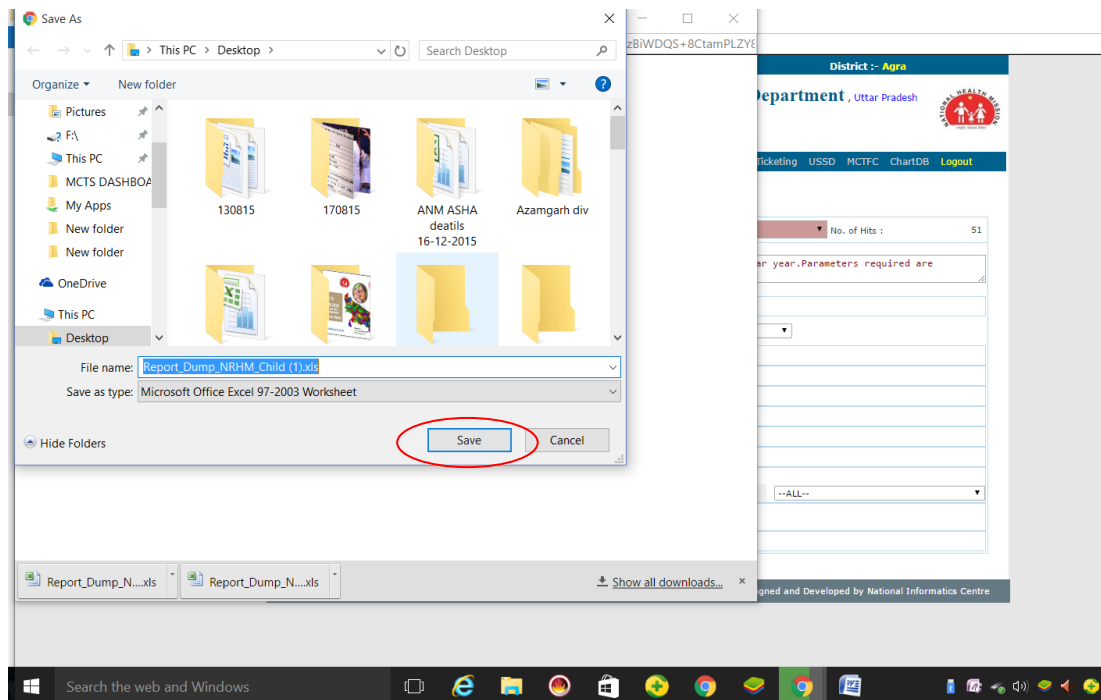 Save As
This PC > Desktop >
Search Desktop
zBiWDQS+8CtamPLZY8
Organize
New folder
District :- Agra
Department , Uttar Pradesh
NATIONAL HEALTH MISSION
Ticketing USSD MCTFC ChartDB Logout
Pictures
F:\
This PC
MCTS DASHBOA
My Apps
New folder
New folder
OneDrive
This PC
Desktop
130815
170815
ANM ASHA
deatils
16-12-2015
Azamgarh div
No. of Hits : 51
ar year.Parameters required are
File name: Report_Dump_NRHM_Child (1).xls
Save as type: Microsoft Office Excel 97-2003 Worksheet
Hide Folders
Save
Cancel
--ALL--
Report_Dump_N....xls
Report_Dump_N....xls
Show all downloads...
igned and Developed by National Informatics Centre
Search the web and Windows